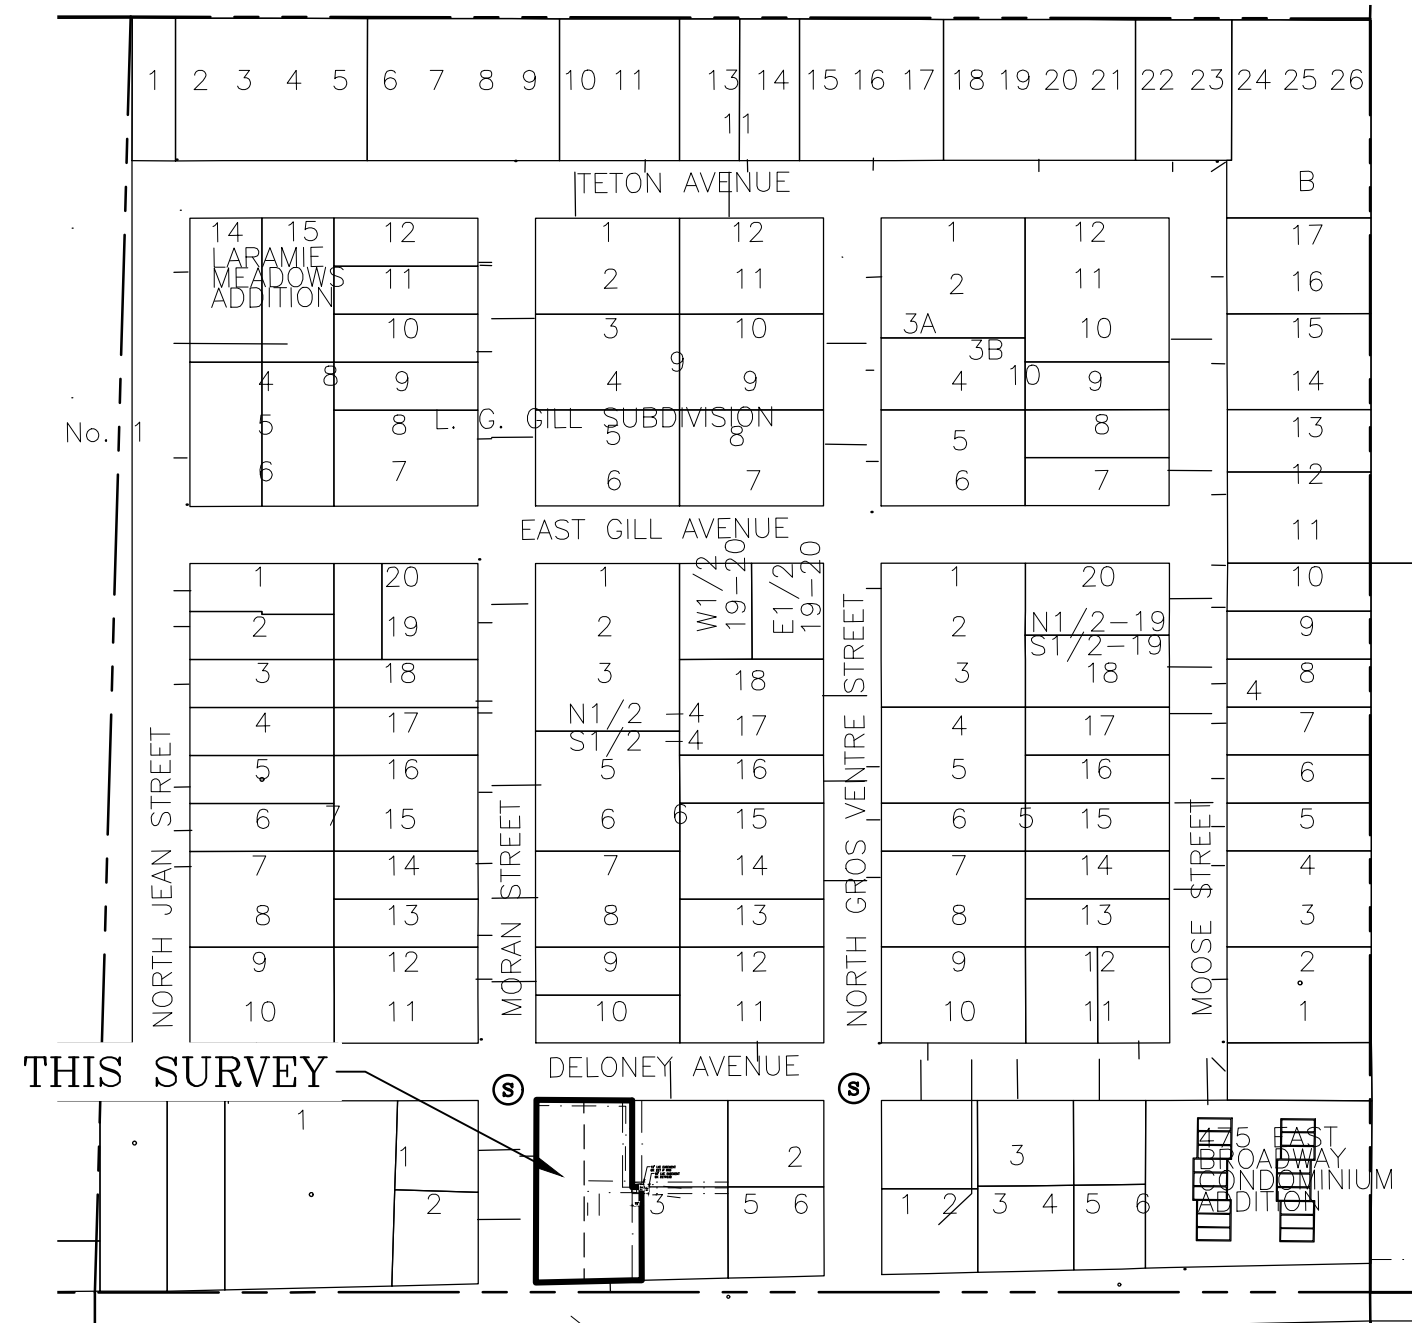 1 2 3 4 5 6 7 8 9 10 11 13 14 15 16 17 18 19 20 21 22 23 24 25 26
11
TETON AVENUE
B
14 15 12
LARAMIE
MEADOWS
ADDITION
11
10
4 8 9
5 8
6 7
1 12
2 11
3 10
9
4 9
5 8
6 7
1 12
2 11
3A 10
3B
10
4 9
5 8
6 7
17
16
15
14
13
12
11
10
9
8
4
7
6
5
4
3
2
1
No. 1
L. G. GILL SUBDIVISION
EAST GILL AVENUE
1 20
2 19
3 18
4 17
5 16
6 7 15
7 14
8 13
9 12
10 11
1
2
3
N1/2 -4
S1/2 -4
5
6
7
8
9
10
W1/2
19-20
E1/2
19-20
18
17
16
6
15
14
13
12
11
1 20
2 N1/2-19
S1/2-19
3 18
4 17
5 16
6 5 15
7 14
8 13
9 12
10 11
NORTH JEAN STREET
MORAN STREET
NORTH GROS VENTRE STREET
MOOSE STREET
DELONEY AVENUE
THIS SURVEY
S
S
1
1
2
1 3
2
5 6
3
1 2 3 4 5 6
475 EAST
BROADWAY
CONDOMINIUM
ADDITION